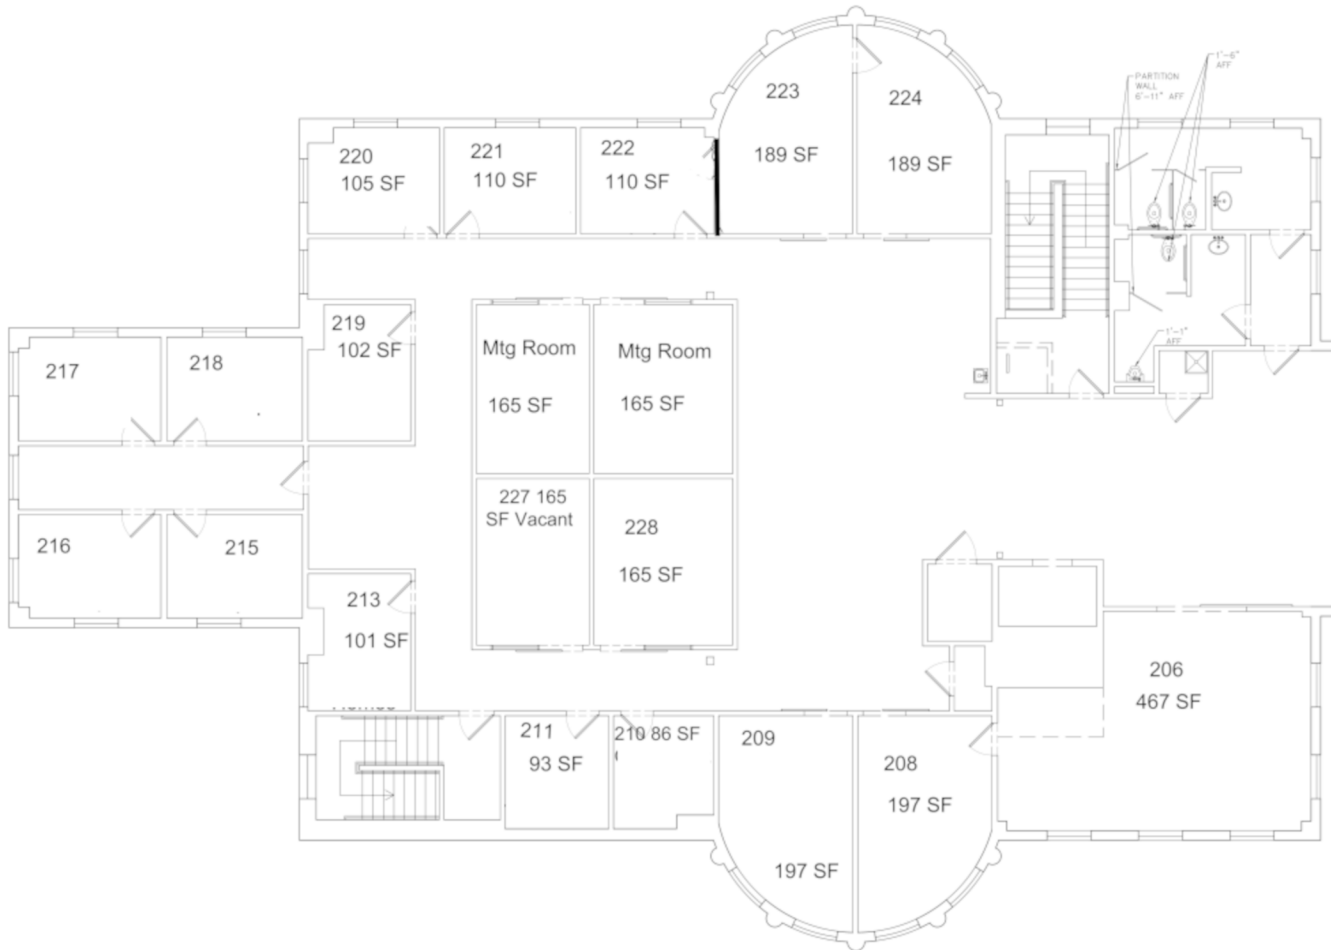 223
189 SF
224
189 SF
1'-6"
AFF
PARTITION
WALL
6'-11" AFF
220
105 SF
221
110 SF
222
110 SF
219
102 SF
217
218
Mtg Room
165 SF
Mtg Room
165 SF
1'-1"
AFF
227 165
SF Vacant
228
165 SF
216
215
213
101 SF
206
467 SF
211
93 SF
210 86 SF
209
197 SF
208
197 SF